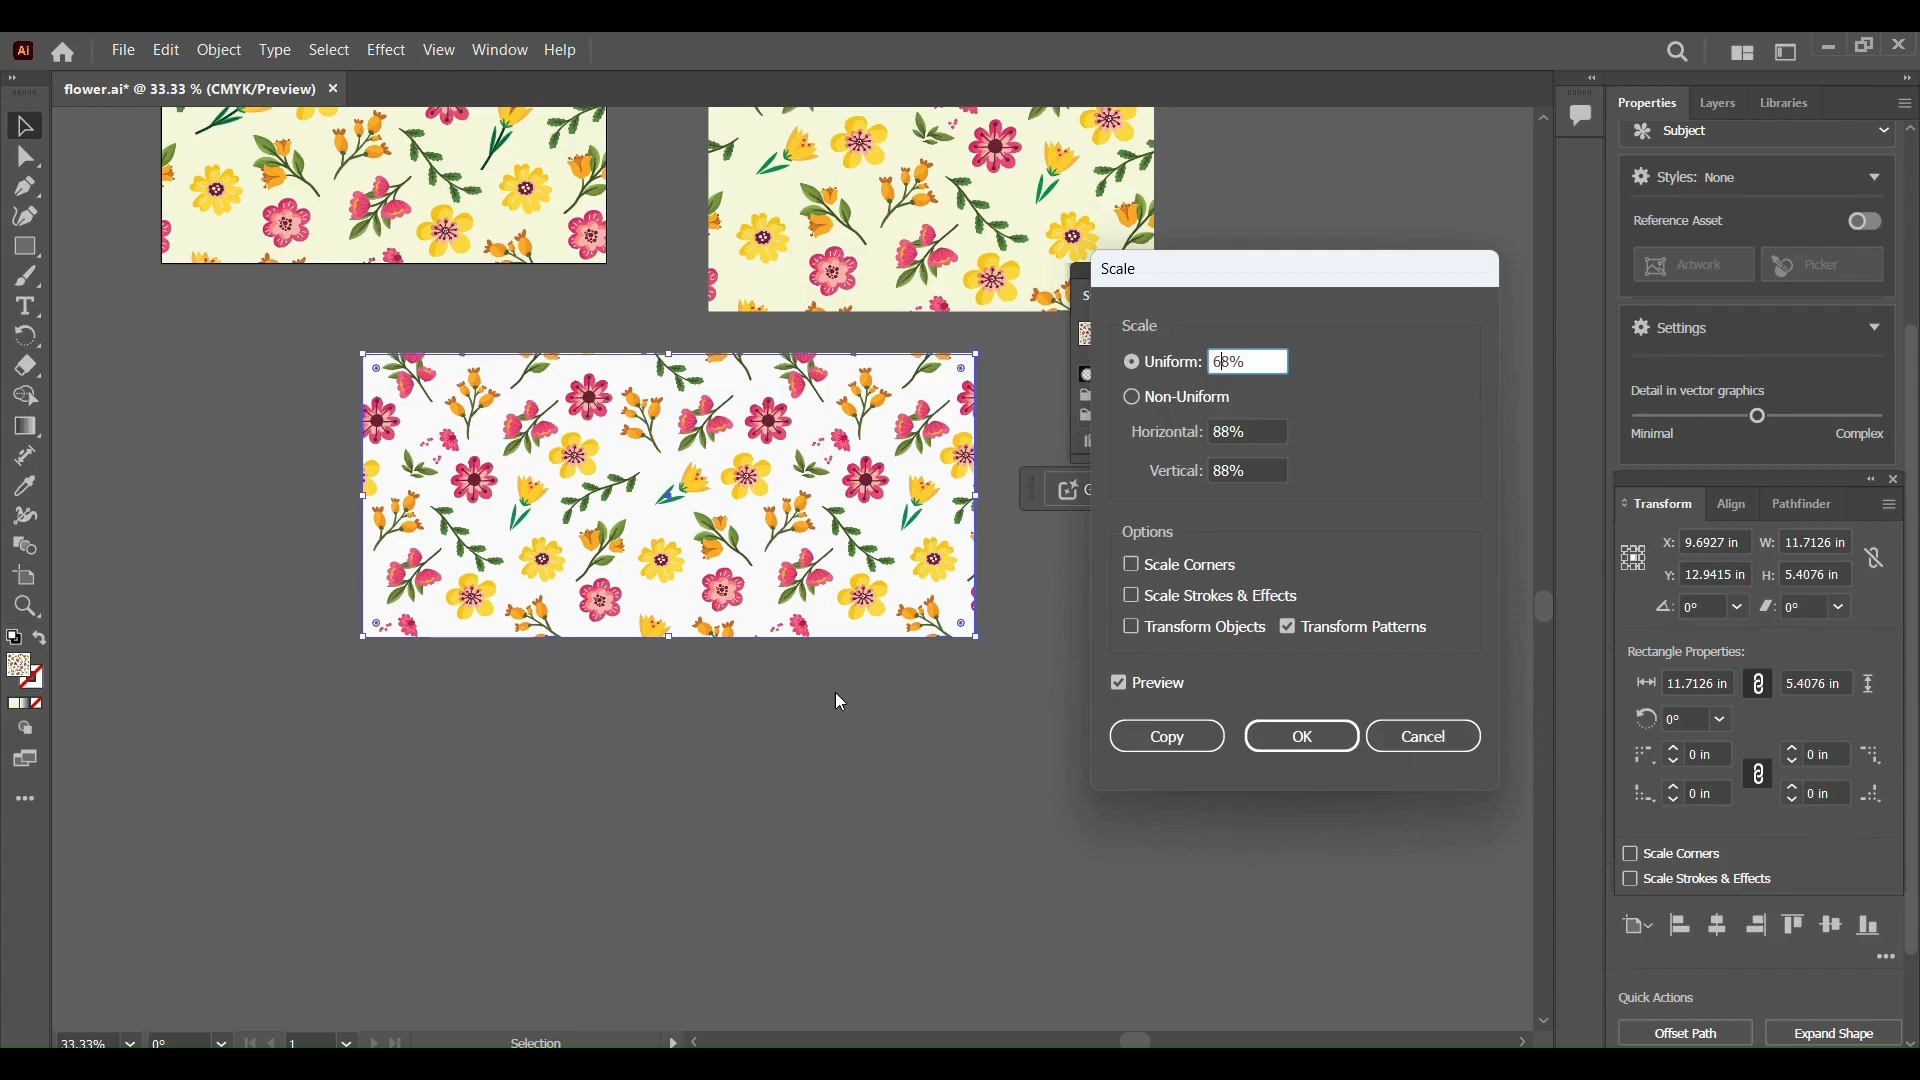 Ai File Edit Object Type Select Effect View Window Help
flower.ai* @ 33.33 % (CMYK/Preview) ×
Properties Layers Libraries
Subject
Styles: None
Reference Asset
Artwork Picker
Settings
Detail in vector graphics
Minimal Complex
Scale
Scale
Uniform: 68%
Non-Uniform
Horizontal: 88%
Vertical: 88%
Options
Scale Corners
Scale Strokes & Effects
Transform Objects Transform Patterns
Preview
Copy OK Cancel
Transform Align Pathfinder
X: 9.6927 in W: 11.7126 in
Y: 12.9415 in H: 5.4076 in
0° 0°
Rectangle Properties:
11.7126 in 5.4076 in
0°
0 in 0 in
0 in 0 in
Scale Corners
Scale Strokes & Effects
Quick Actions
Offset Path Expand Shape
33.33% 0° 1 Selection